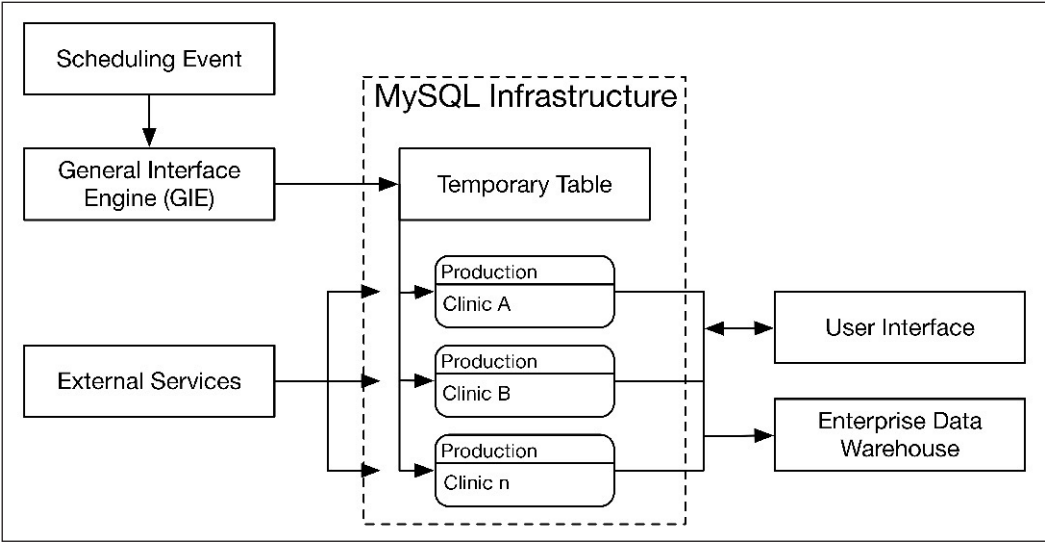 Scheduling Event
MySQL Infrastructure
General Interface
Engine (GIE)
Temporary Table
Production
Clinic A
User Interface
External Services
Production
Clinic B
Enterprise Data
Warehouse
Production
Clinic n